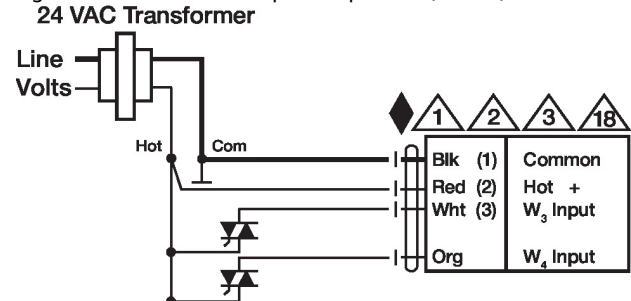 24 VAC Transformer
Line
Volts
Hot
Com
1 2 3 18
Blk (1) Common
Red (2) Hot +
Wht (3) W3 Input
Org W4 Input